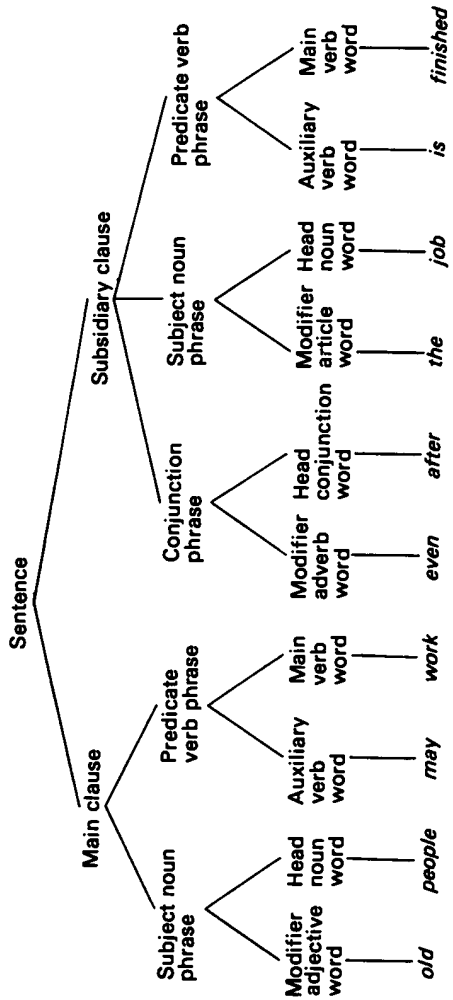 Sentence
Main clause
Subsidiary clause
Subject noun
phrase
Predicate
verb phrase
Conjunction
phrase
Subject noun
phrase
Predicate verb
phrase
Modifier
adjective
word
Head
noun
word
Auxiliary
verb
word
Main
verb
word
Modifier
adverb
word
Head
conjunction
word
Modifier
article
word
Head
noun
word
Auxiliary
verb
word
Main
verb
word
old
people
may
work
even
after
the
job
is
finished